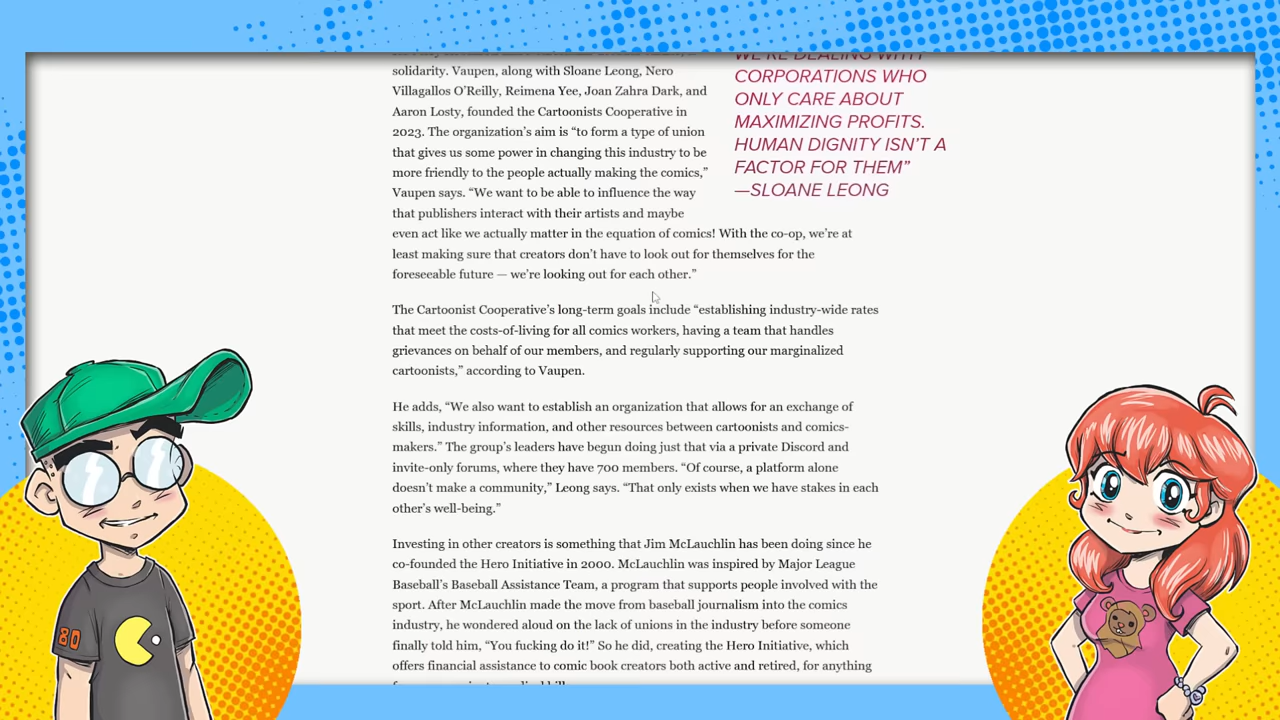 solidarity. Vaupen, along with Sloane Leong, Nero
Villagallos O’Reilly, Reimena Yee, Joan Zahra Dark, and
Aaron Losty, founded the Cartoonists Cooperative in
2023. The organization’s aim is “to form a type of union
that gives us some power in changing this industry to be
more friendly to the people actually making the comics,”
Vaupen says. “We want to be able to influence the way
that publishers interact with their artists and maybe
even act like we actually matter in the equation of comics! With the co-op, we’re at
least making sure that creators don’t have to look out for themselves for the
foreseeable future — we’re looking out for each other.”
WE’RE DEALING WITH
CORPORATIONS WHO
ONLY CARE ABOUT
MAXIMIZING PROFITS.
HUMAN DIGNITY ISN’T A
FACTOR FOR THEM”
—SLOANE LEONG
The Cartoonist Cooperative’s long-term goals include “establishing industry-wide rates
that meet the costs-of-living for all comics workers, having a team that handles
grievances on behalf of our members, and regularly supporting our marginalized
cartoonists,” according to Vaupen.
He adds, “We also want to establish an organization that allows for an exchange of
skills, industry information, and other resources between cartoonists and comics-
makers.” The group’s leaders have begun doing just that via a private Discord and
invite-only forums, where they have 700 members. “Of course, a platform alone
doesn’t make a community,” Leong says. “That only exists when we have stakes in each
other’s well-being.”
Investing in other creators is something that Jim McLauchlin has been doing since he
co-founded the Hero Initiative in 2000. McLauchlin was inspired by Major League
Baseball’s Baseball Assistance Team, a program that supports people involved with the
sport. After McLauchlin made the move from baseball journalism into the comics
industry, he wondered aloud on the lack of unions in the industry before someone
finally told him, “You fucking do it!” So he did, creating the Hero Initiative, which
offers financial assistance to comic book creators both active and retired, for anything
80